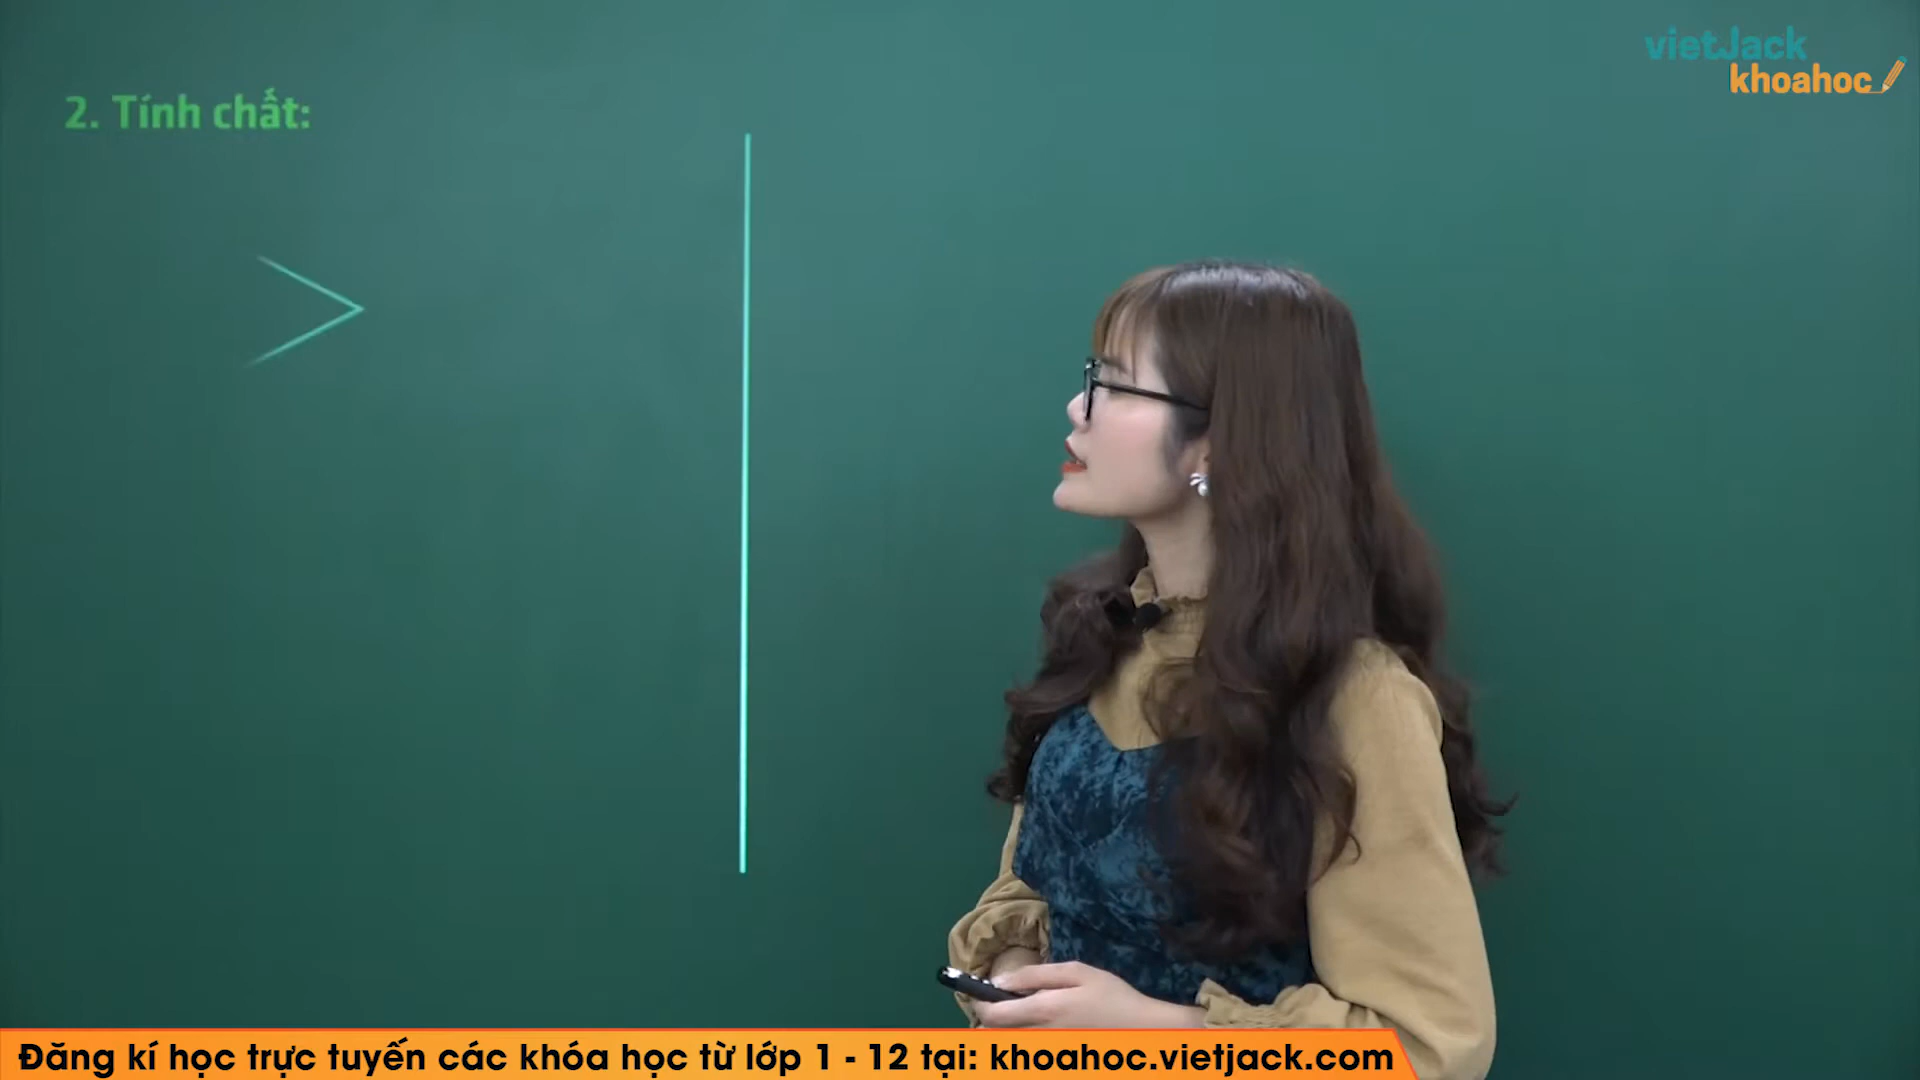 vietJack
khoahoc
2. Tính chất:
Đăng kí học trực tuyến các khóa học từ lớp 1 - 12 tại: khoahoc.vietjack.com